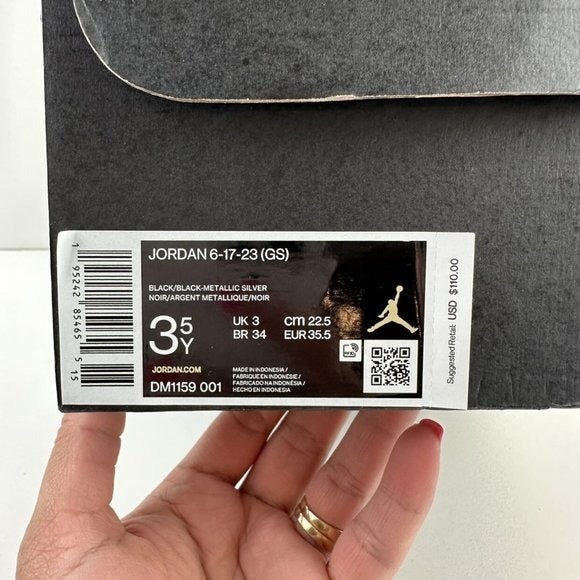 JORDAN 6-17-23 (GS)
BLACK/BLACK-METALLIC SILVER
NOIR/ARGENT METALLIQUE/NOIR
3 5 Y
UK 3 cm 22.5
BR 34 EUR 35.5
JORDAN.COM
DM1159 001
MADE IN INDONESIA /
FABRIQUE EN INDONESIE /
FABRICADO NA INDONÉSIA /
HECHO EN INDONESIA
1 95242 85465 5 15
Suggested Retail: USD $110.00